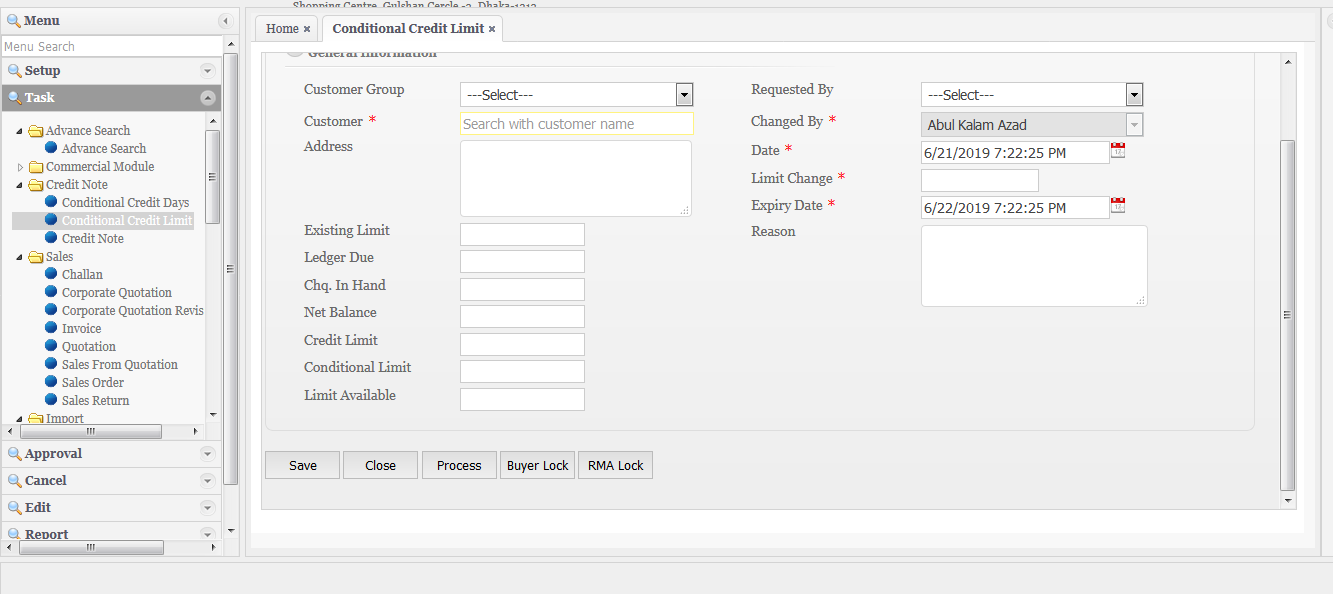 Shopping Centre, Gulshan Cercle -2, Dhaka-1212
Menu
Menu Search
Setup
Task
Advance Search
Advance Search
Commercial Module
Credit Note
Conditional Credit Days
Conditional Credit Limit
Credit Note
Sales
Challan
Corporate Quotation
Corporate Quotation Revis
Invoice
Quotation
Sales From Quotation
Sales Order
Sales Return
Import
Approval
Cancel
Edit
Report
Home ×
Conditional Credit Limit ×
General Information
Customer Group ---Select---
Customer * Search with customer name
Address
Existing Limit
Ledger Due
Chq. In Hand
Net Balance
Credit Limit
Conditional Limit
Limit Available
Requested By ---Select---
Changed By * Abul Kalam Azad
Date * 6/21/2019 7:22:25 PM
Limit Change *
Expiry Date * 6/22/2019 7:22:25 PM
Reason
Save Close Process Buyer Lock RMA Lock